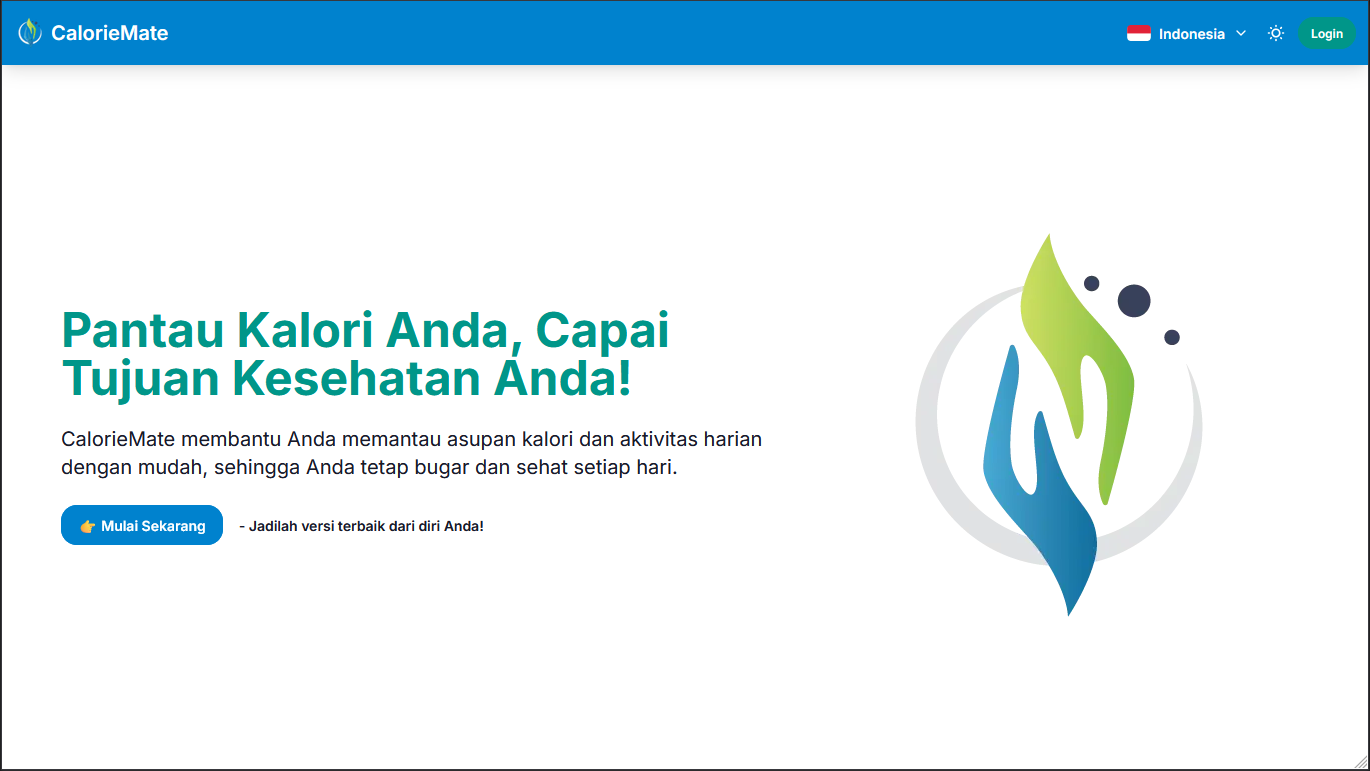 CalorieMate
Indonesia
Login
Pantau Kalori Anda, Capai
Tujuan Kesehatan Anda!
CalorieMate membantu Anda memantau asupan kalori dan aktivitas harian
dengan mudah, sehingga Anda tetap bugar dan sehat setiap hari.
👉 Mulai Sekarang
- Jadilah versi terbaik dari diri Anda!